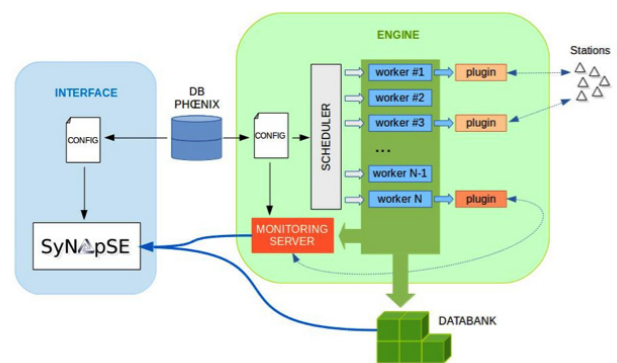 ENGINE
Stations
INTERFACE
DB
PHŒNIX
CONFIG
CONFIG
SCHEDULER
worker #1
plugin
worker #2
worker #3
plugin
...
worker N-1
worker N
plugin
SyNApSE
MONITORING
SERVER
DATABANK